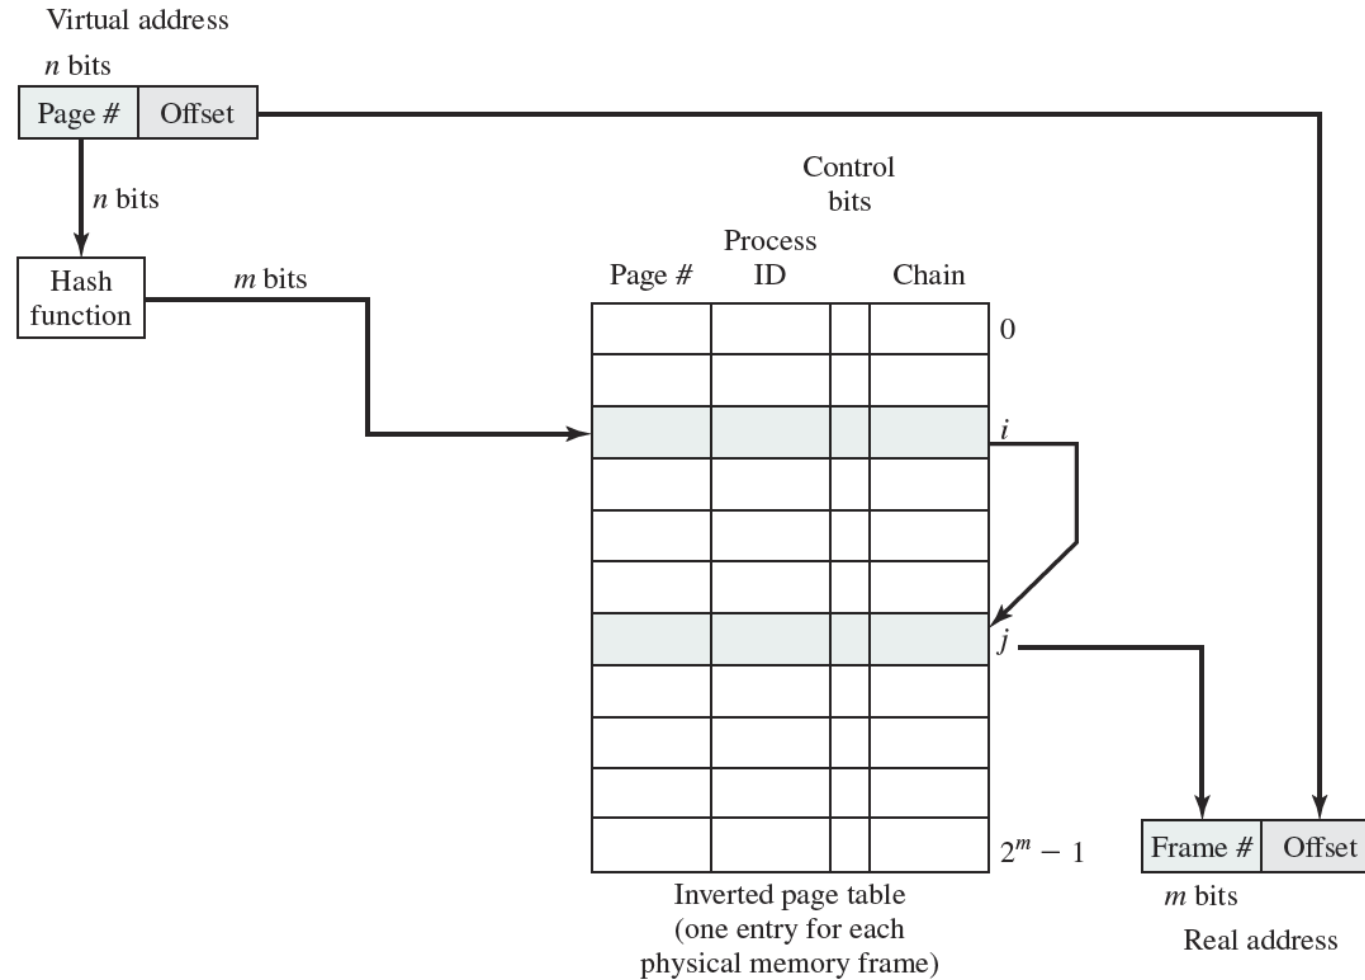 Virtual address
n bits
Page # Offset
n bits
Hash
function
m bits
Control
bits
Process
Page # ID Chain
0
i
j
2^m − 1
Inverted page table
(one entry for each
physical memory frame)
Frame # Offset
m bits
Real address